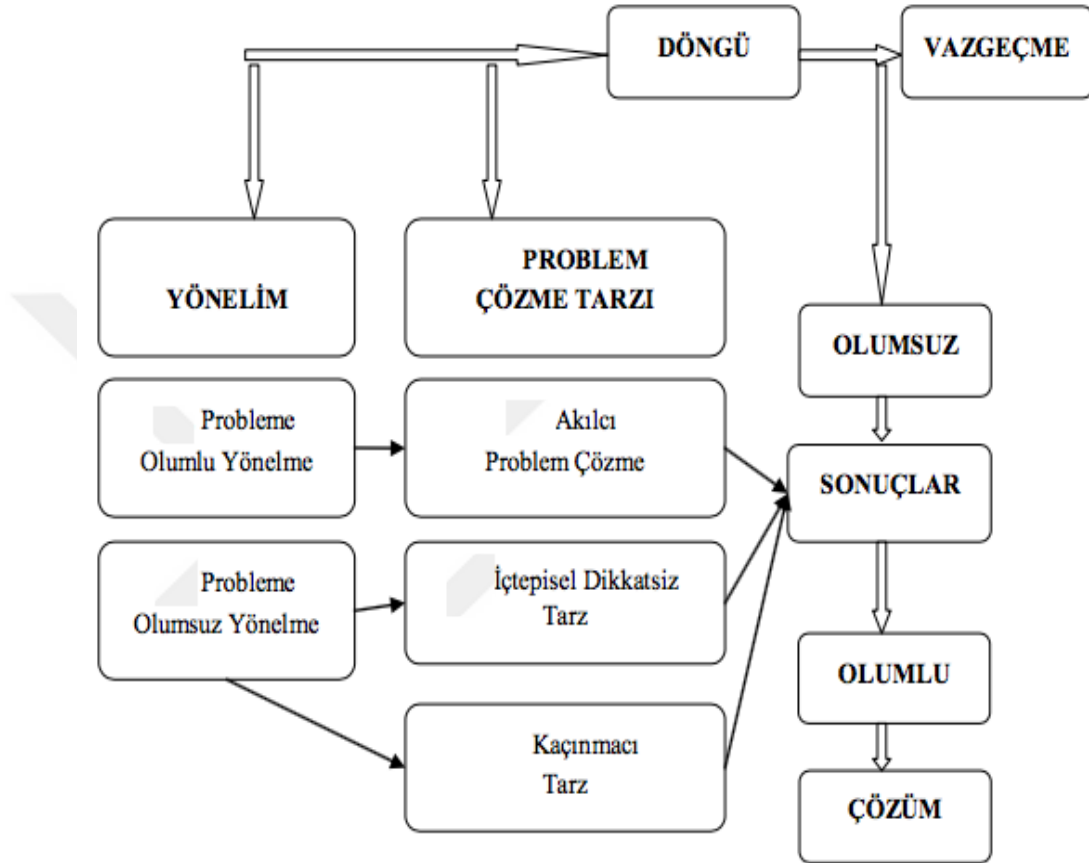 DÖNGÜ
VAZGEÇME
YÖNELİM
PROBLEM
ÇÖZME TARZI
OLUMSUZ
Probleme
Olumlu Yönelme
Akılcı
Problem Çözme
SONUÇLAR
Probleme
Olumsuz Yönelme
İçtepisel Dikkatsiz
Tarz
OLUMLU
Kaçınmacı
Tarz
ÇÖZÜM